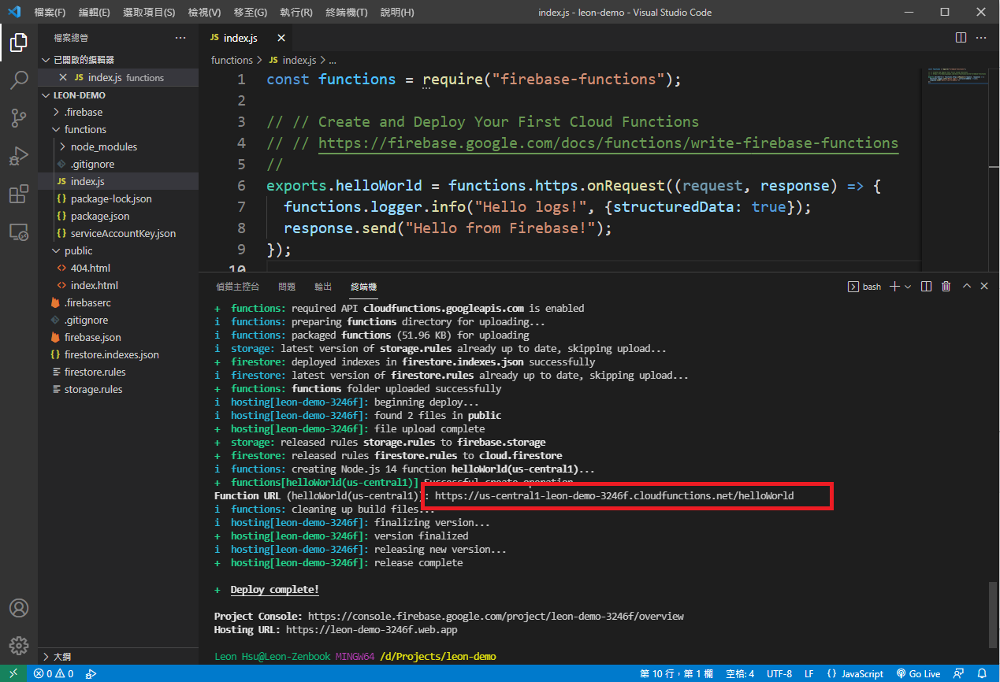 檔案(F) 編輯(E) 選取項目(S) 檢視(V) 移至(G) 執行(R) 終端機(T) 說明(H) index.js - leon-demo - Visual Studio Code
檔案總管 ...
已開啟的編輯器
JS index.js functions
LEON-DEMO
.firebase
functions
node_modules
.gitignore
JS index.js
{} package-lock.json
{} package.json
{} serviceAccountKey.json
public
<> 404.html
<> index.html
.firebaserc
.gitignore
firebase.json
{} firestore.indexes.json
firestore.rules
storage.rules
大綱
JS index.js
functions > JS index.js > ...
1 const functions = require("firebase-functions");
2
3 // // Create and Deploy Your First Cloud Functions
4 // // https://firebase.google.com/docs/functions/write-firebase-functions
5 //
6 exports.helloWorld = functions.https.onRequest((request, response) => {
7 functions.logger.info("Hello logs!", {structuredData: true});
8 response.send("Hello from Firebase!");
9 });
10
偵錯主控台 問題 輸出 終端機 bash
+ functions: required API cloudfunctions.googleapis.com is enabled
i functions: preparing functions directory for uploading...
i functions: packaged functions (51.96 KB) for uploading
i storage: latest version of storage.rules already up to date, skipping upload...
+ firestore: deployed indexes in firestore.indexes.json successfully
i firestore: latest version of firestore.rules already up to date, skipping upload...
+ functions: functions folder uploaded successfully
i hosting[leon-demo-3246f]: beginning deploy...
i hosting[leon-demo-3246f]: found 2 files in public
+ hosting[leon-demo-3246f]: file upload complete
+ storage: released rules storage.rules to firebase.storage
+ firestore: released rules firestore.rules to cloud.firestore
i functions: creating Node.js 14 function helloWorld(us-central1)...
+ functions[helloWorld(us-central1)] Successful create operation.
Function URL (helloWorld(us-central1)): https://us-central1-leon-demo-3246f.cloudfunctions.net/helloWorld
i functions: cleaning up build files...
i hosting[leon-demo-3246f]: finalizing version...
+ hosting[leon-demo-3246f]: version finalized
i hosting[leon-demo-3246f]: releasing new version...
+ hosting[leon-demo-3246f]: release complete
+ Deploy complete!
Project Console: https://console.firebase.google.com/project/leon-demo-3246f/overview
Hosting URL: https://leon-demo-3246f.web.app
Leon Hsu@Leon-Zenbook MINGW64 /d/Projects/leon-demo
0 0 第 10 行，第 1 欄 空格: 4 UTF-8 LF {} JavaScript Go Live